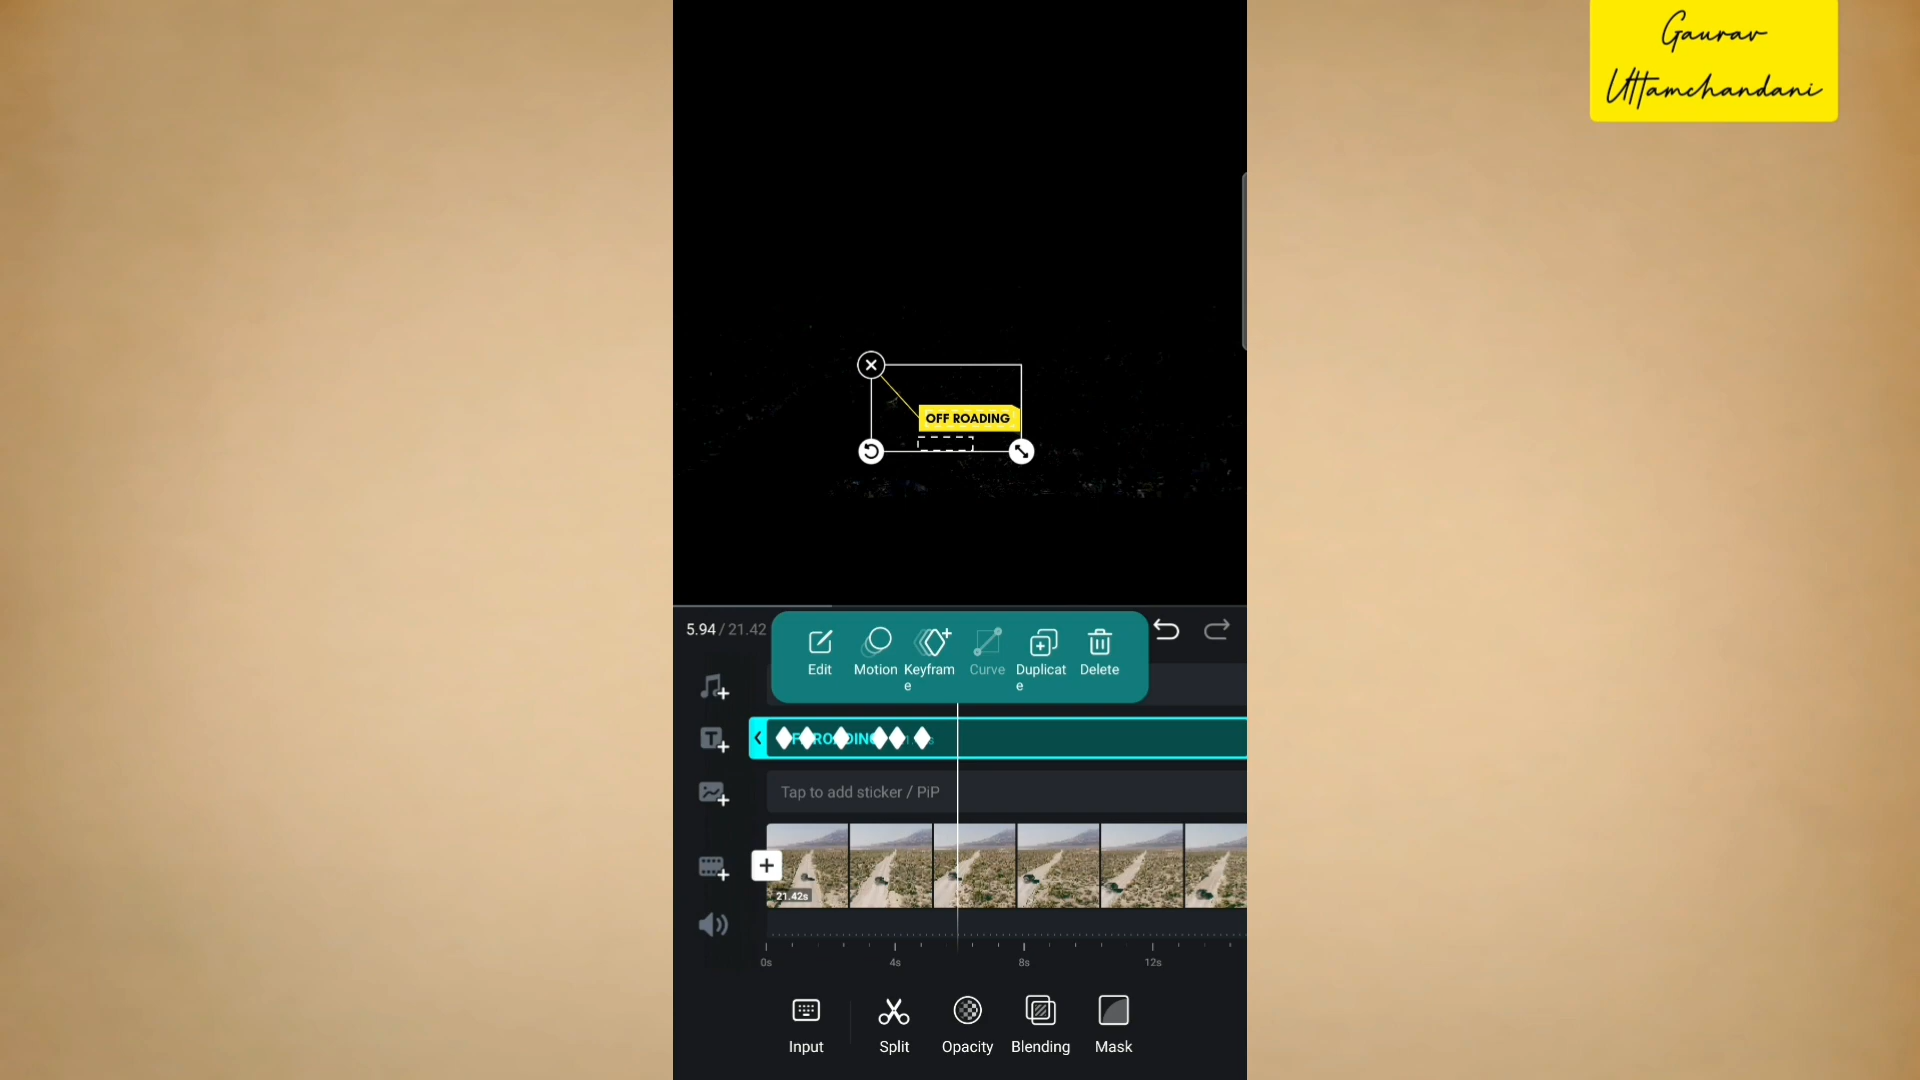 Gaurav
Uttamchandani
OFF ROADING
5.94 / 21.42
Edit
Motion
Keyfram
e
Curve
Duplicat
e
Delete
Tap to add sticker / PiP
21.42s
0s
4s
8s
12s
Input
Split
Opacity
Blending
Mask